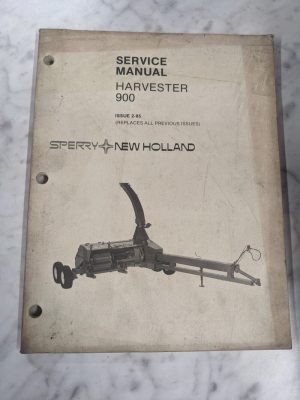 SERVICE
MANUAL
HARVESTER
900
ISSUE 2-85
(REPLACES ALL PREVIOUS ISSUES)
SPERRY NEW HOLLAND